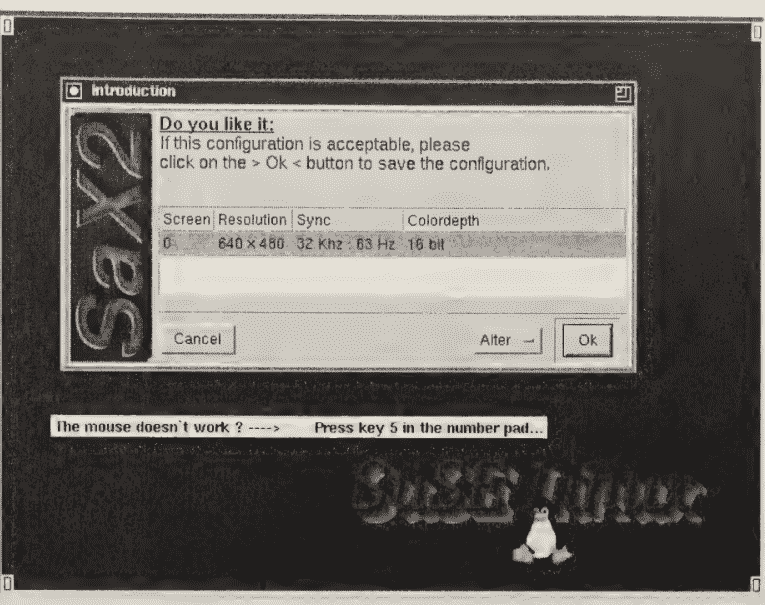 Introduction
SaX2
Do you like it:
If this configuration is acceptable, please
click on the > Ok < button to save the configuration.
Screen Resolution Sync Colordepth
0 640 x 480 32 Khz : 63 Hz 16 bit
Cancel Alter Ok
The mouse doesn`t work ? ----> Press key 5 in the number pad...
SuSE Linux